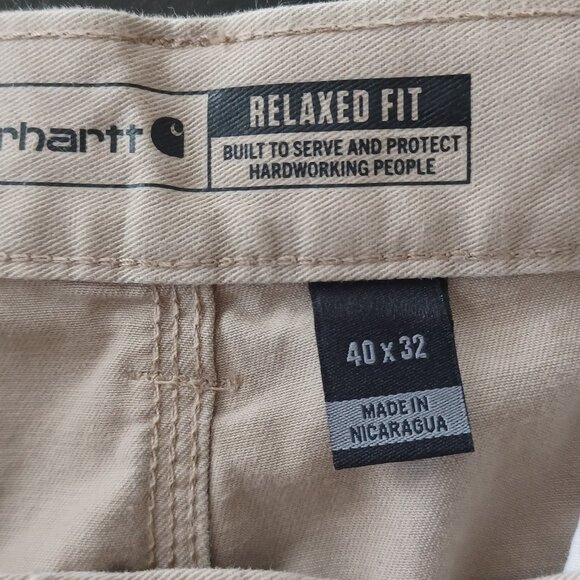 rhartt
RELAXED FIT
BUILT TO SERVE AND PROTECT
HARDWORKING PEOPLE
40 x 32
MADE IN
NICARAGUA